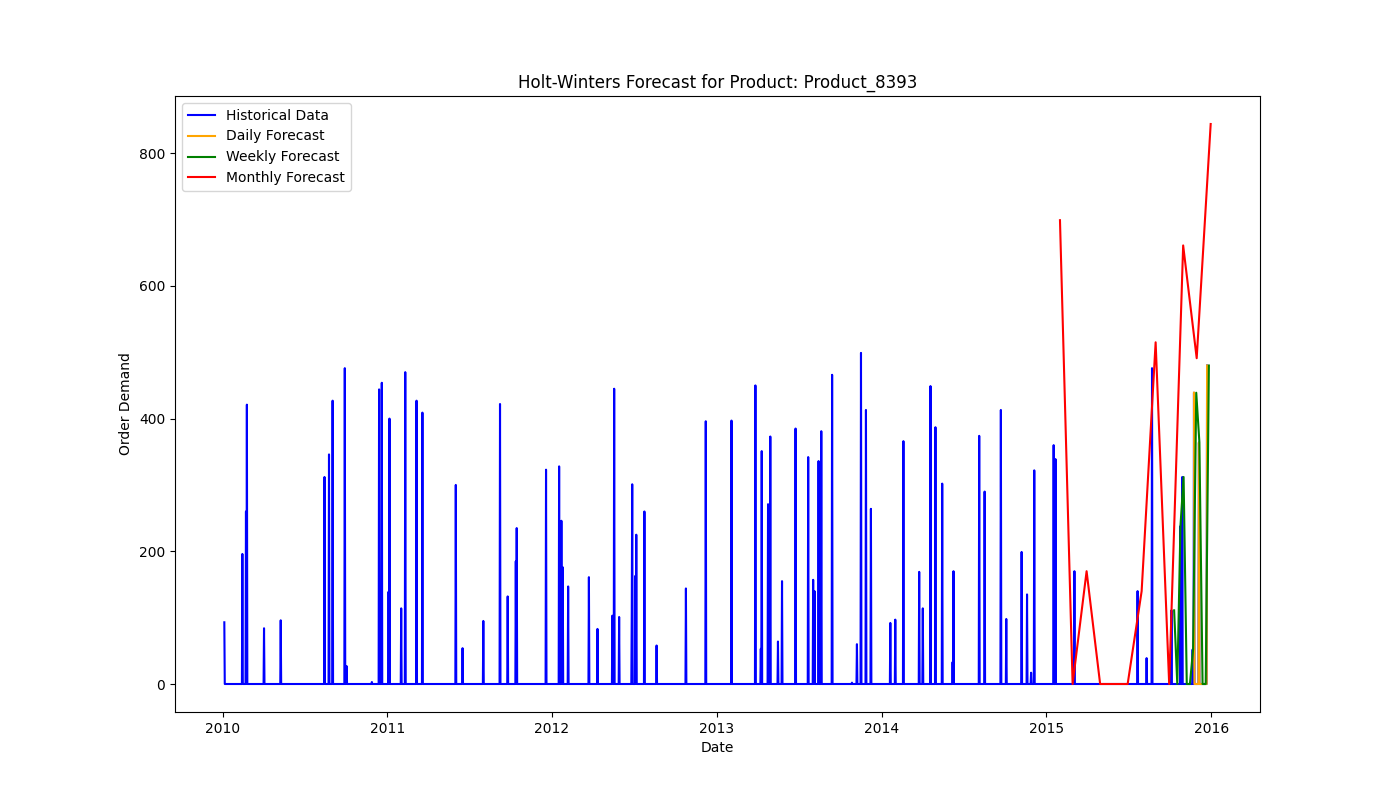 Holt-Winters Forecast for Product: Product_8393
Historical Data
Daily Forecast
Weekly Forecast
Monthly Forecast
800
600
400
200
0
Order Demand
2010 2011 2012 2013 2014 2015 2016
Date